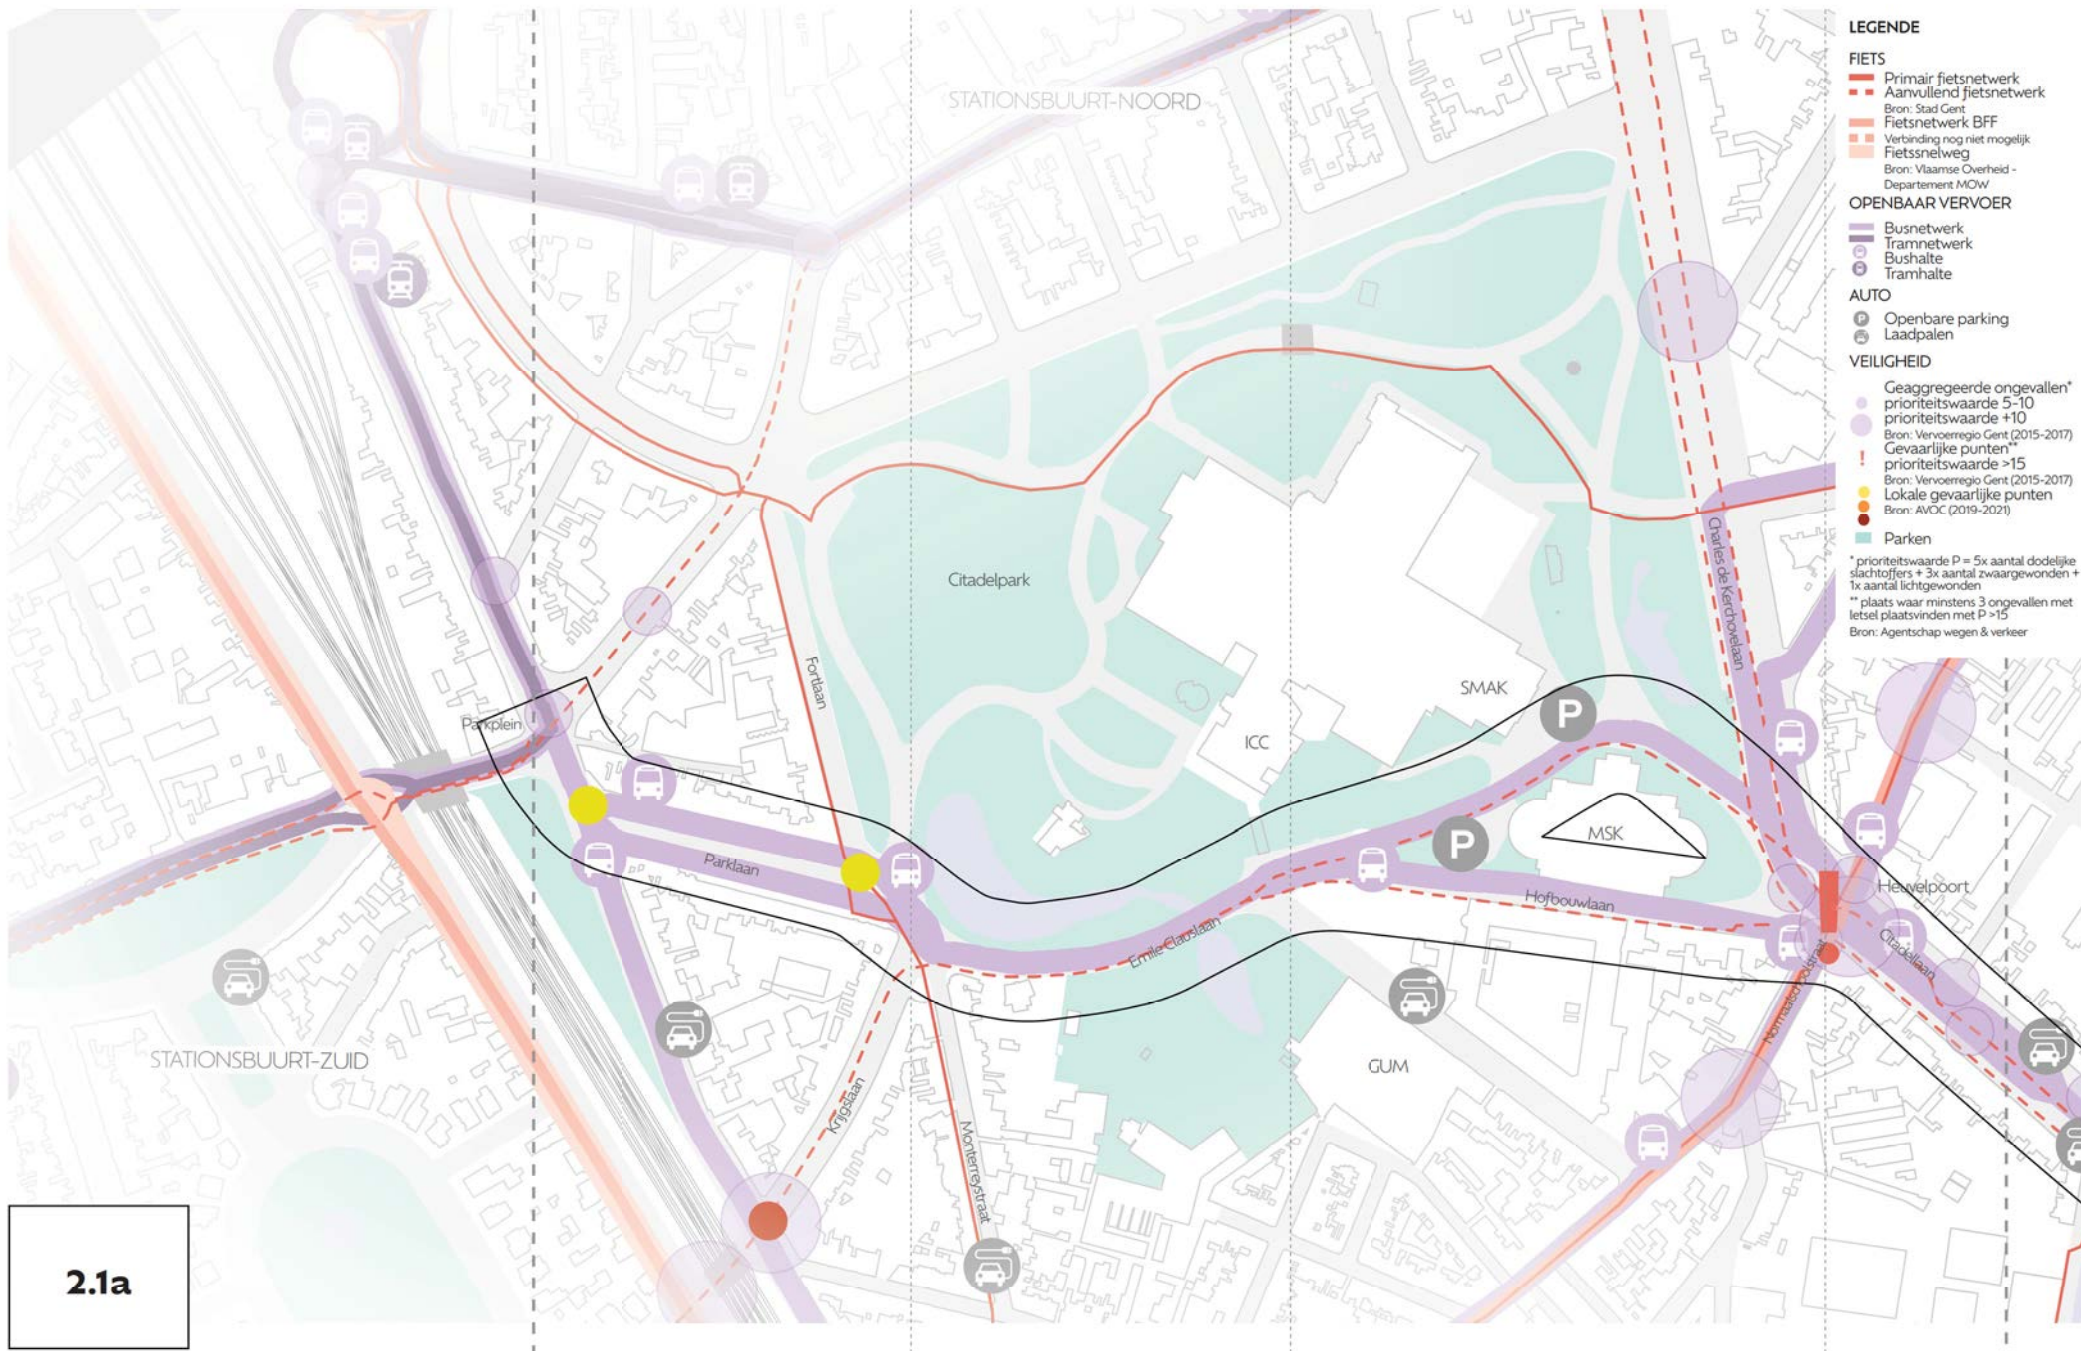 STATIONSBUURT-NOORD
Citadelpark
Fortlaan
Charles de Kerchovelaan
Parkplein
SMAK
ICC
MSK
Parklaan
Hofbouwlaan
Heuvelpoort
Emile Clauslaan
Citadellaan
Normaalschoolstraat
STATIONSBUURT-ZUID
GUM
Krijgslaan
Monterreystraat
P
P
2.1a
LEGENDE
FIETS
Primair fietsnetwerk
Aanvullend fietsnetwerk
Bron: Stad Gent
Fietsnetwerk BFF
Verbinding nog niet mogelijk
Fietssnelweg
Bron: Vlaamse Overheid -
Departement MOW
OPENBAAR VERVOER
Busnetwerk
Tramnetwerk
Bushalte
Tramhalte
AUTO
P Openbare parking
Laadpalen
VEILIGHEID
Geaggregeerde ongevallen*
prioriteitswaarde 5-10
prioriteitswaarde +10
Bron: Vervoerregio Gent (2015-2017)
Gevaarlijke punten**
! prioriteitswaarde >15
Bron: Vervoerregio Gent (2015-2017)
Lokale gevaarlijke punten
Bron: AVOC (2019-2021)
Parken
* prioriteitswaarde P = 5x aantal dodelijke
slachtoffers + 3x aantal zwaargewonden +
1x aantal lichtgewonden
** plaats waar minstens 3 ongevallen met
letsel plaatsvinden met P >15
Bron: Agentschap wegen & verkeer